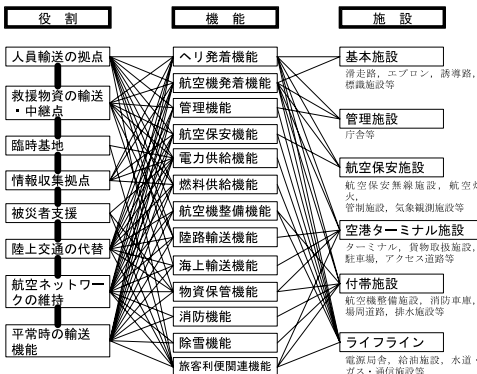 役 割
機 能
施 設
人員輸送の拠点
救援物資の輸送
・中継点
臨時基地
情報収集拠点
被災者支援
陸上交通の代替
航空ネットワー
クの維持
平常時の輸送
機能
ヘリ発着機能
航空機発着機能
管理機能
航空保安機能
電力供給機能
燃料供給機能
航空機整備機能
陸路輸送機能
海上輸送機能
物資保管機能
消防機能
除雪機能
旅客利便関連機能
基本施設
滑走路，エプロン，誘導路，
標識施設等
管理施設
庁舎等
航空保安施設
航空保安無線施設，航空灯
火，
管制施設，気象観測施設等
空港ターミナル施設
ターミナル，貨物取扱施設，
駐車場，アクセス道路等
付帯施設
航空機整備施設，消防車庫，
場周道路，排水施設等
ライフライン
電源局舎，給油施設，水道・
ガス・通信施設等